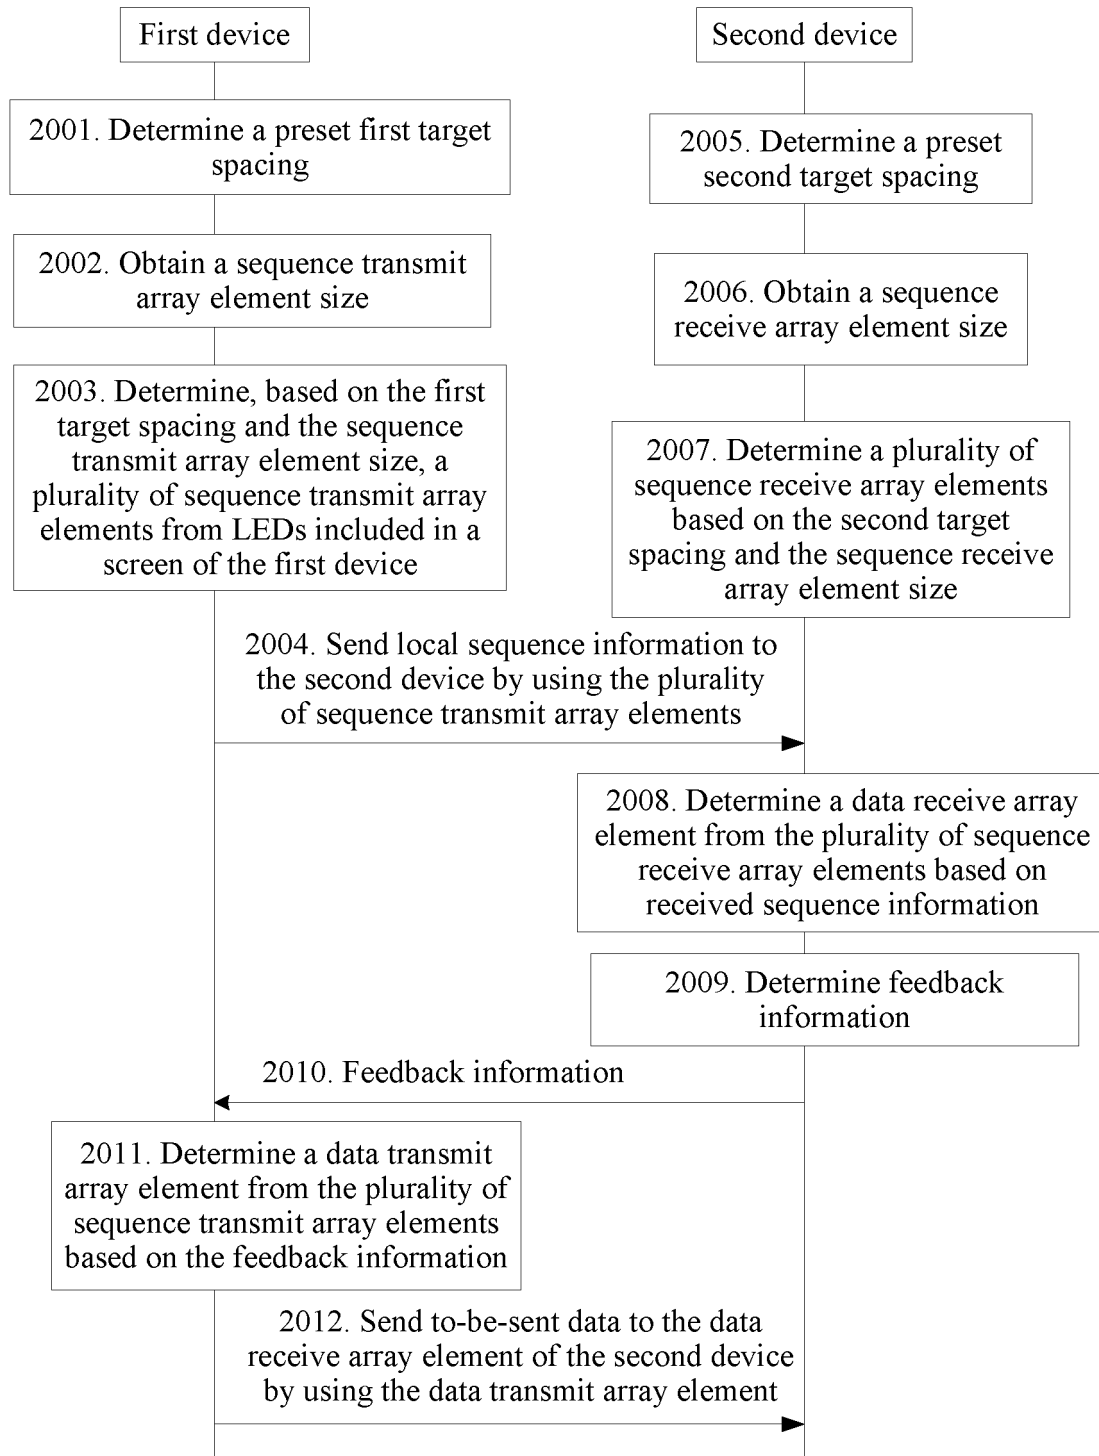 First device
Second device
2001. Determine a preset first target
spacing
2005. Determine a preset
second target spacing
2002. Obtain a sequence transmit
array element size
2006. Obtain a sequence
receive array element size
2003. Determine, based on the first
target spacing and the sequence
transmit array element size, a
plurality of sequence transmit array
elements from LEDs included in a
screen of the first device
2007. Determine a plurality of
sequence receive array elements
based on the second target
spacing and the sequence receive
array element size
2004. Send local sequence information to
the second device by using the plurality
of sequence transmit array elements
2008. Determine a data receive array
element from the plurality of sequence
receive array elements based on
received sequence information
2009. Determine feedback
information
2010. Feedback information
2011. Determine a data transmit
array element from the plurality of
sequence transmit array elements
based on the feedback information
2012. Send to-be-sent data to the data
receive array element of the second device
by using the data transmit array element